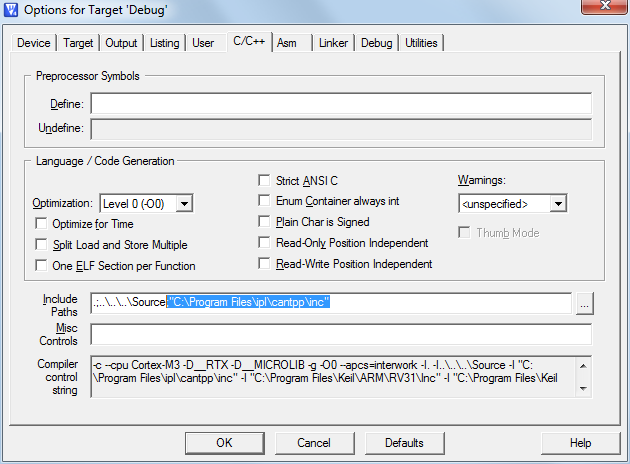 Options for Target 'Debug'
Device Target Output Listing User C/C++ Asm Linker Debug Utilities
Preprocessor Symbols
Define:
Undefine:
Language / Code Generation
Optimization: Level 0 (-O0)
Optimize for Time
Split Load and Store Multiple
One ELF Section per Function
Strict ANSI C
Enum Container always int
Plain Char is Signed
Read-Only Position Independent
Read-Write Position Independent
Warnings:
<unspecified>
Thumb Mode
Include Paths
.;..\..\..\Source;"C:\Program Files\ipl\cantpp\inc"
...
Misc Controls
Compiler control string
-c --cpu Cortex-M3 -D__RTX -D__MICROLIB -g -O0 --apcs=interwork -I. -I..\..\..\Source -I "C:
\Program Files\ipl\cantpp\inc" -I "C:\Program Files\Keil\ARM\RV31\Inc" -I "C:\Program Files\Keil
OK Cancel Defaults Help